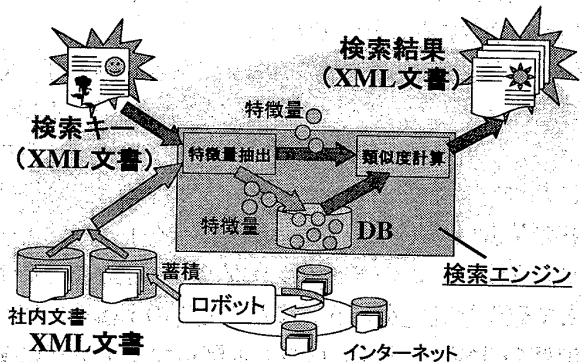 検索キー
（XML文書）
検索結果
（XML文書）
特徴量
特徴量抽出
類似度計算
特徴量
DB
検索エンジン
蓄積
ロボット
社内文書
XML文書
インターネット